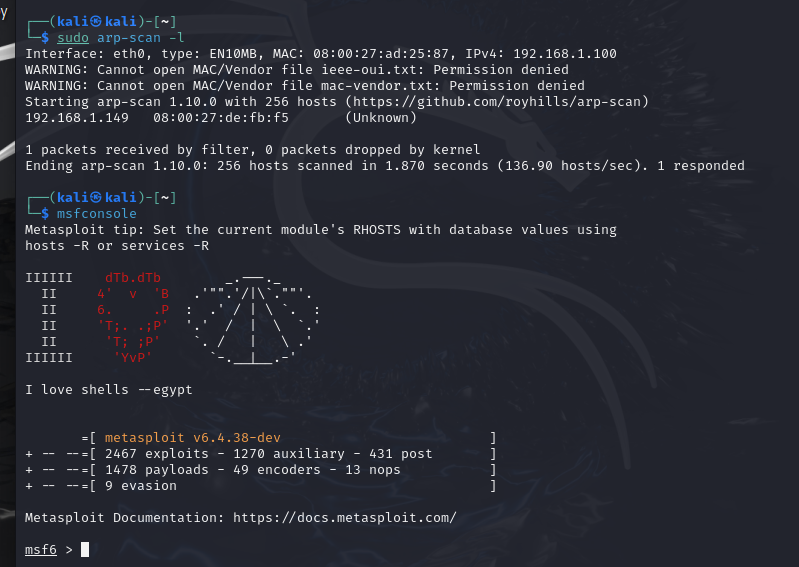 y
┌──(kali㉿kali)-[~]
└─$ sudo arp-scan -l
Interface: eth0, type: EN10MB, MAC: 08:00:27:ad:25:87, IPv4: 192.168.1.100
WARNING: Cannot open MAC/Vendor file ieee-oui.txt: Permission denied
WARNING: Cannot open MAC/Vendor file mac-vendor.txt: Permission denied
Starting arp-scan 1.10.0 with 256 hosts (https://github.com/royhills/arp-scan)
192.168.1.149   08:00:27:de:fb:f5       (Unknown)

1 packets received by filter, 0 packets dropped by kernel
Ending arp-scan 1.10.0: 256 hosts scanned in 1.870 seconds (136.90 hosts/sec). 1 responded

┌──(kali㉿kali)-[~]
└─$ msfconsole
Metasploit tip: Set the current module's RHOSTS with database values using
hosts -R or services -R

IIIIII    dTb.dTb        _.---._
  II     4'  v  'B   .'"".'/|\`.""'.
  II     6.     .P  :  .' / | \ `.  :
  II     'T;. .;P'  '.'  /  |  \  `.'
  II      'T; ;P'    `. /   |   \ .'
IIIIII     'YvP'       `-.__|__.-'

I love shells --egypt


       =[ metasploit v6.4.38-dev                          ]
+ -- --=[ 2467 exploits - 1270 auxiliary - 431 post       ]
+ -- --=[ 1478 payloads - 49 encoders - 13 nops           ]
+ -- --=[ 9 evasion                                       ]

Metasploit Documentation: https://docs.metasploit.com/

msf6 >